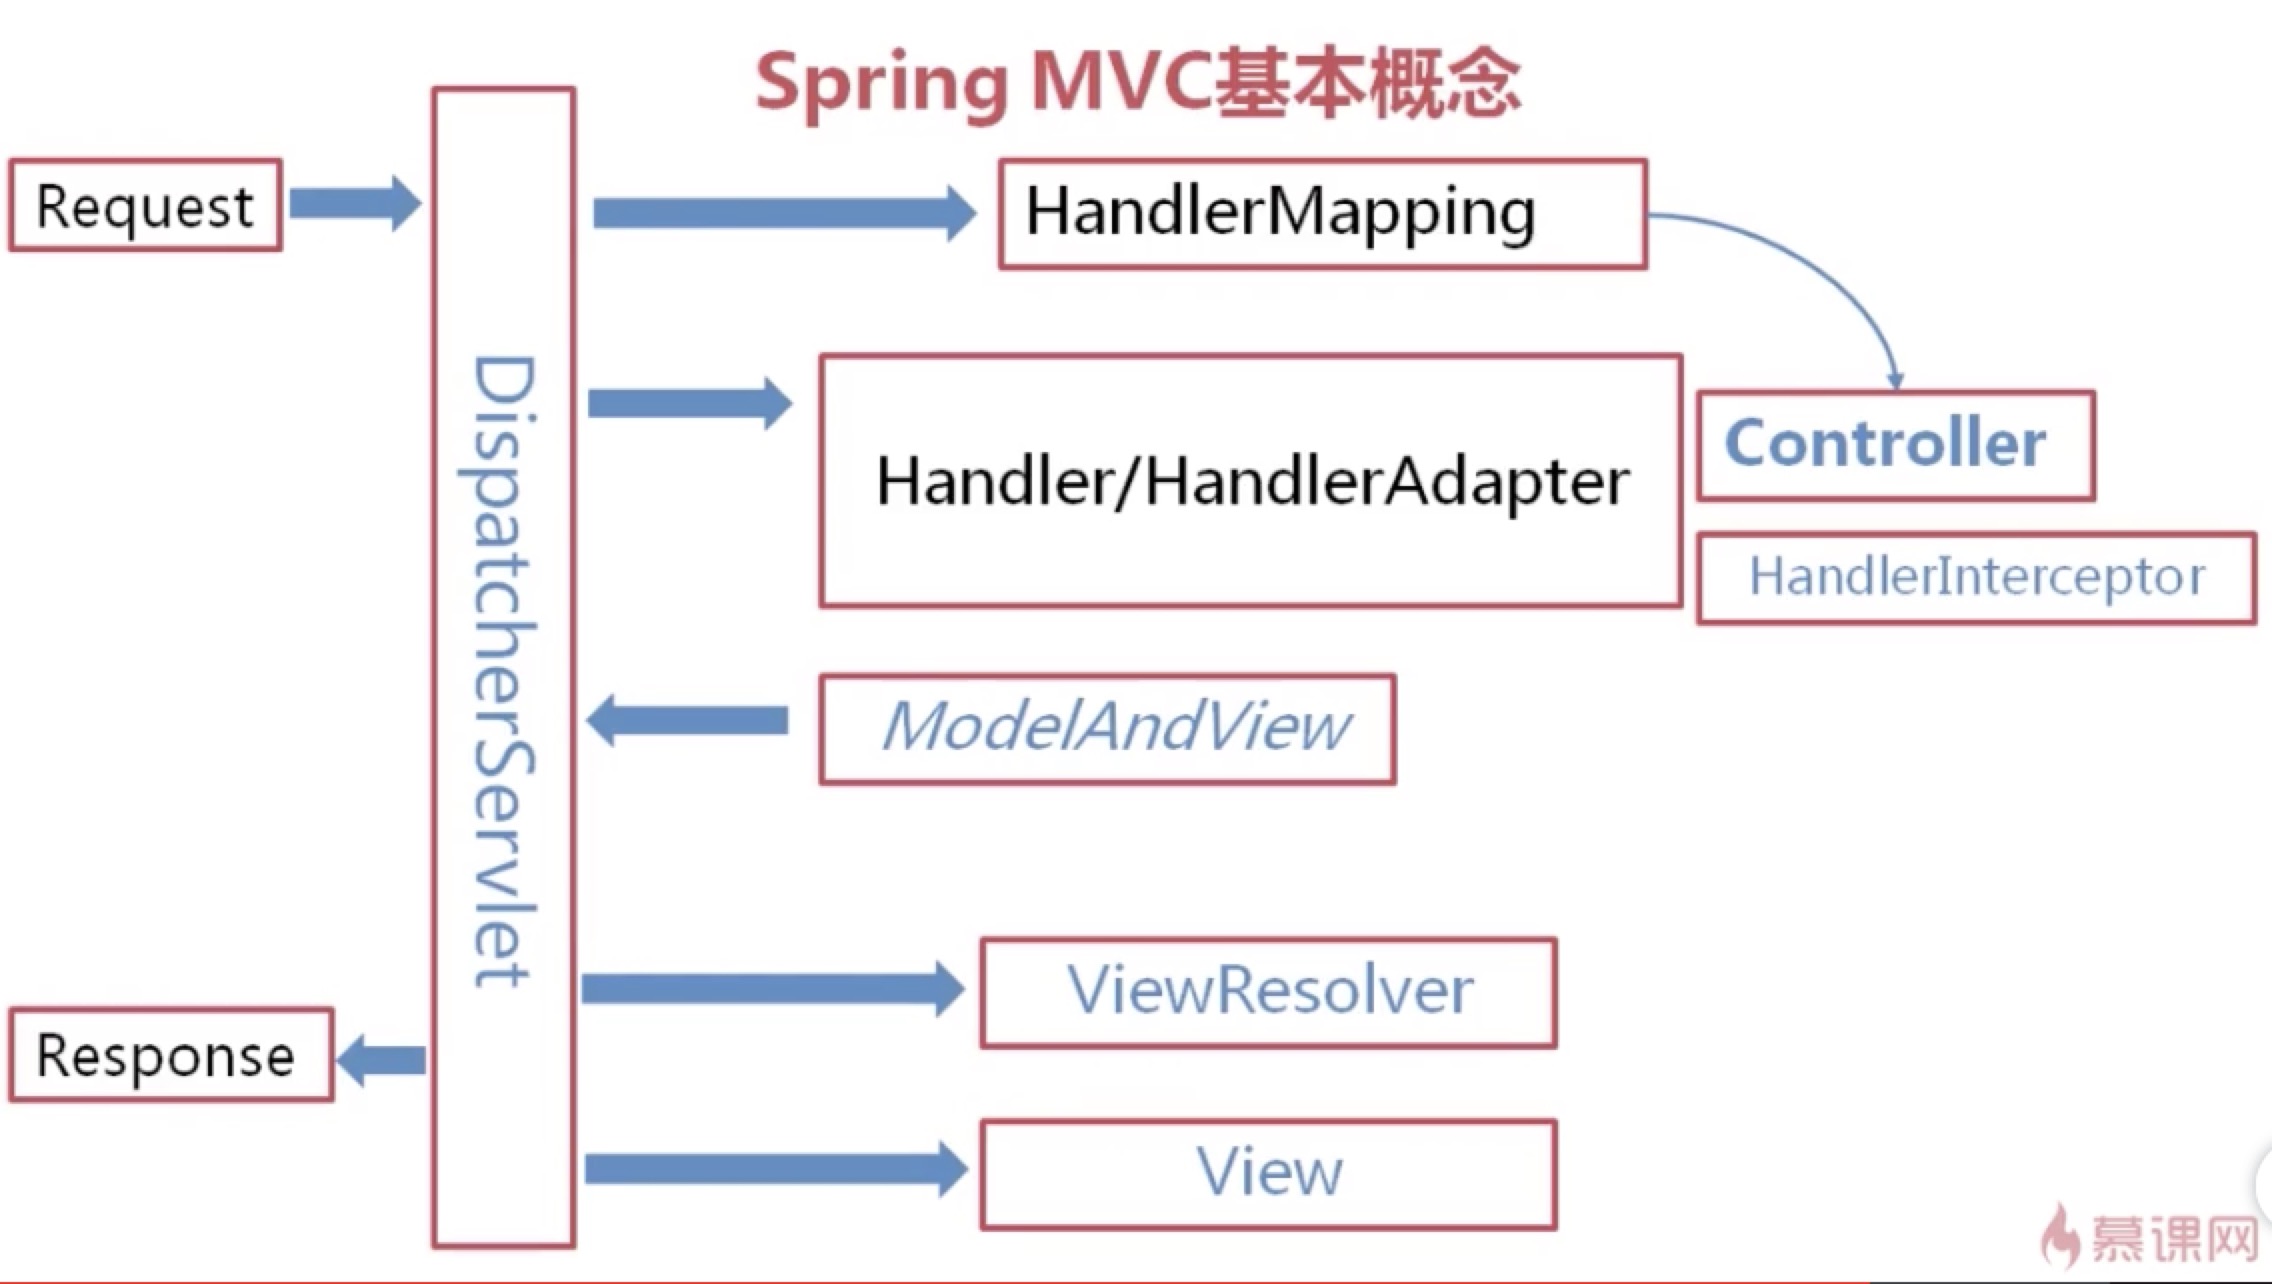 Spring MVC基本概念
Request
HandlerMapping
DispatcherServlet
Handler/HandlerAdapter
Controller
HandlerInterceptor
ModelAndView
ViewResolver
Response
View
慕课网